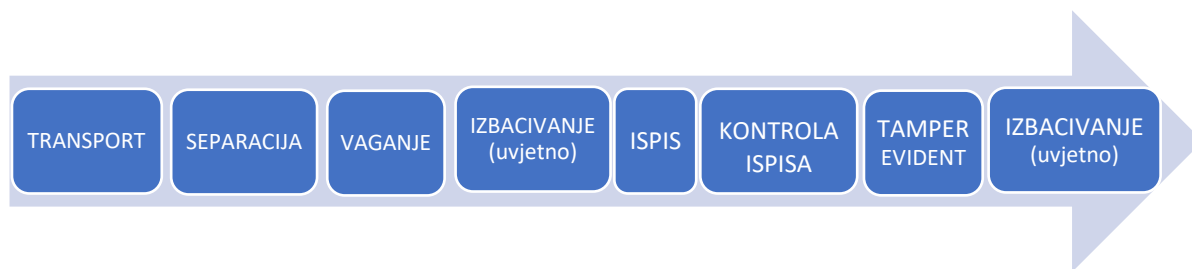 TRANSPORT
SEPARACIJA
VAGANJE
IZBACIVANJE
(uvjetno)
ISPIS
KONTROLA
ISPISA
TAMPER
EVIDENT
IZBACIVANJE
(uvjetno)